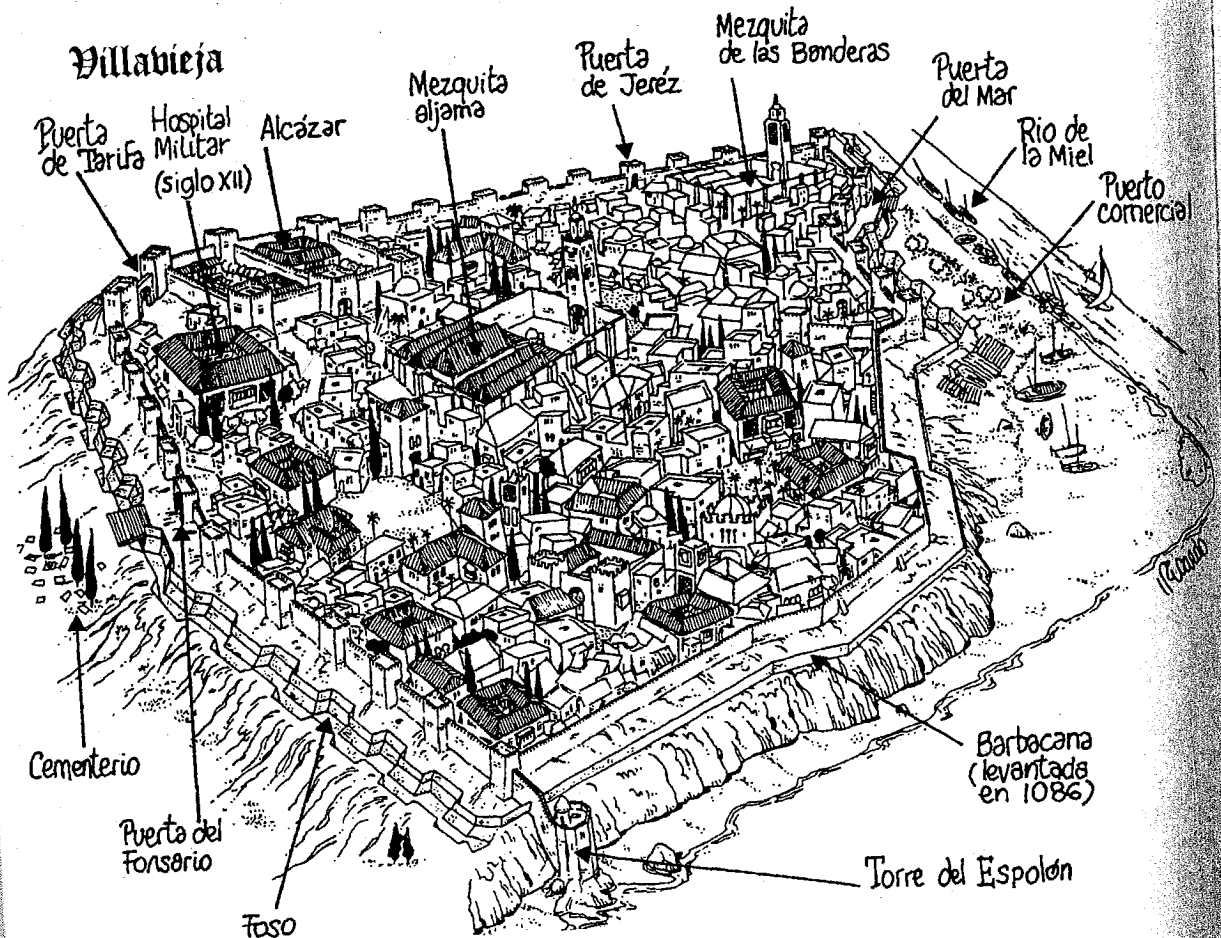 Villavieja
Puerta
de Tarifa
Hospital
Militar
(siglo XII)
Alcázar
Mezquita
aljama
Puerta
de Jeréz
Mezquita
de las Banderas
Puerta
del Mar
Rio de
la Miel
Puerto
comercial
Cementerio
Puerta del
Fonsario
Foso
Barbacana
(levantada
en 1086)
Torre del Espolón